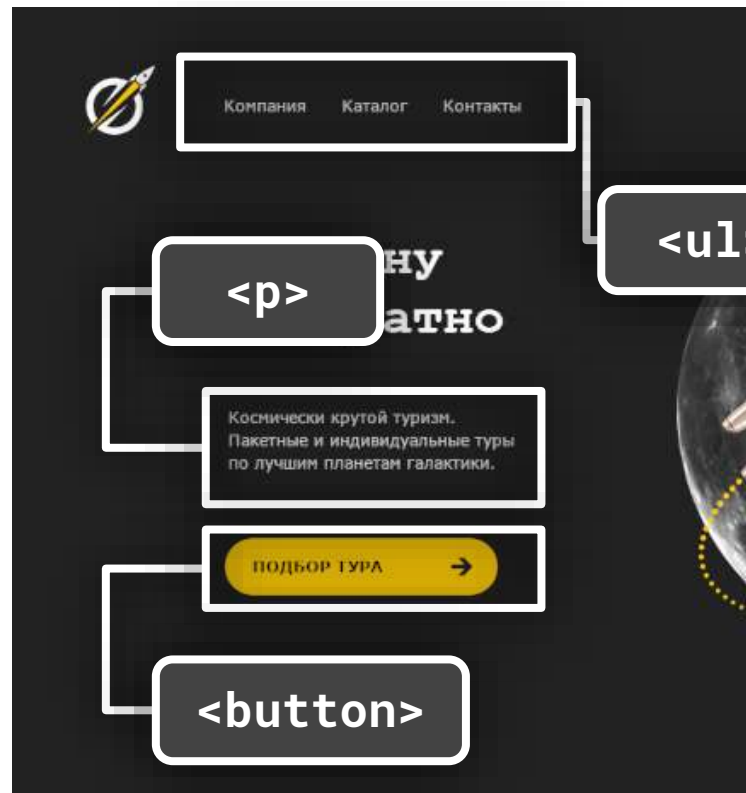 Компания Каталог Контакты
<ul>
<p>
ну
атно
Космически крутой туризм.
Пакетные и индивидуальные туры
по лучшим планетам галактики.
ПОДБОР ТУРА
<button>